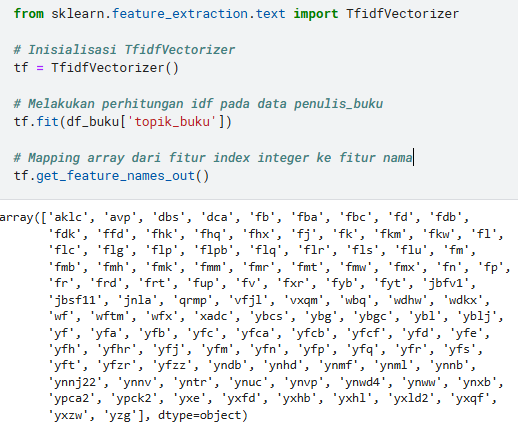 from sklearn.feature_extraction.text import TfidfVectorizer
# Inisialisasi TfidfVectorizer
tf = TfidfVectorizer()
# Melakukan perhitungan idf pada data penulis_buku
tf.fit(df_buku['topik_buku'])
# Mapping array dari fitur index integer ke fitur nama
tf.get_feature_names_out()
array(['aklc', 'avp', 'dbs', 'dca', 'fb', 'fba', 'fbc', 'fd', 'fdb',
'fdk', 'ffd', 'fhk', 'fhq', 'fhx', 'fj', 'fk', 'fkm', 'fkw', 'fl',
'flc', 'flg', 'flp', 'flpb', 'flq', 'flr', 'fls', 'flu', 'fm',
'fmb', 'fmh', 'fmk', 'fmm', 'fmr', 'fmt', 'fmw', 'fmx', 'fn', 'fp',
'fr', 'frd', 'frt', 'fup', 'fv', 'fxr', 'fyb', 'fyt', 'jbfv1',
'jbsf11', 'jnla', 'qrmp', 'vfjl', 'vxqm', 'wbq', 'wdhw', 'wdkx',
'wf', 'wftm', 'wfx', 'xadc', 'ybcs', 'ybg', 'ybgc', 'ybl', 'yblj',
'yf', 'yfa', 'yfb', 'yfc', 'yfca', 'yfcb', 'yfcf', 'yfd', 'yfe',
'yfh', 'yfhr', 'yfj', 'yfm', 'yfn', 'yfp', 'yfq', 'yfr', 'yfs',
'yft', 'yfzr', 'yfzz', 'yndb', 'ynhd', 'ynmf', 'ynml', 'ynnb',
'ynnj22', 'ynnv', 'yntr', 'ynuc', 'ynvp', 'ynwd4', 'ynww', 'ynxb',
'ypca2', 'ypck2', 'yxe', 'yxfd', 'yxhb', 'yxhl', 'yxld2', 'yxqf',
'yxzw', 'yzg'], dtype=object)